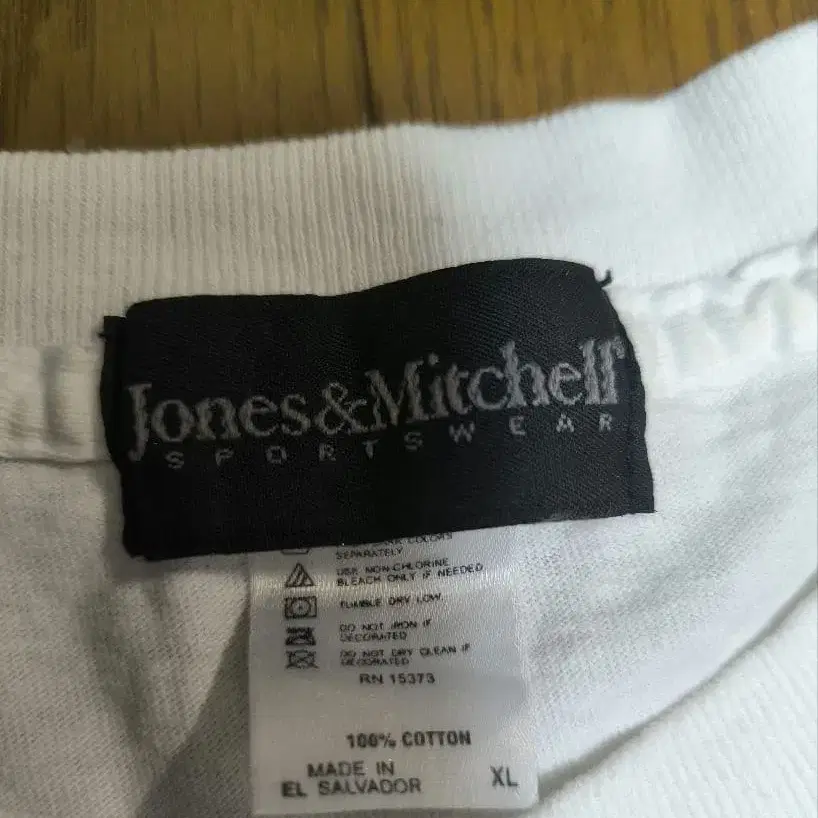 Jones&Mitchell
SPORTSWEAR
COLORS
SEPARATELY
USE NON-CHLORINE
BLEACH ONLY IF NEEDED
TUMBLE DRY LOW.
DO NOT IRON IF
DECORATED
DO NOT DRY CLEAN IF
DECORATED
RN 15373
100% COTTON
MADE IN
EL SALVADOR
XL